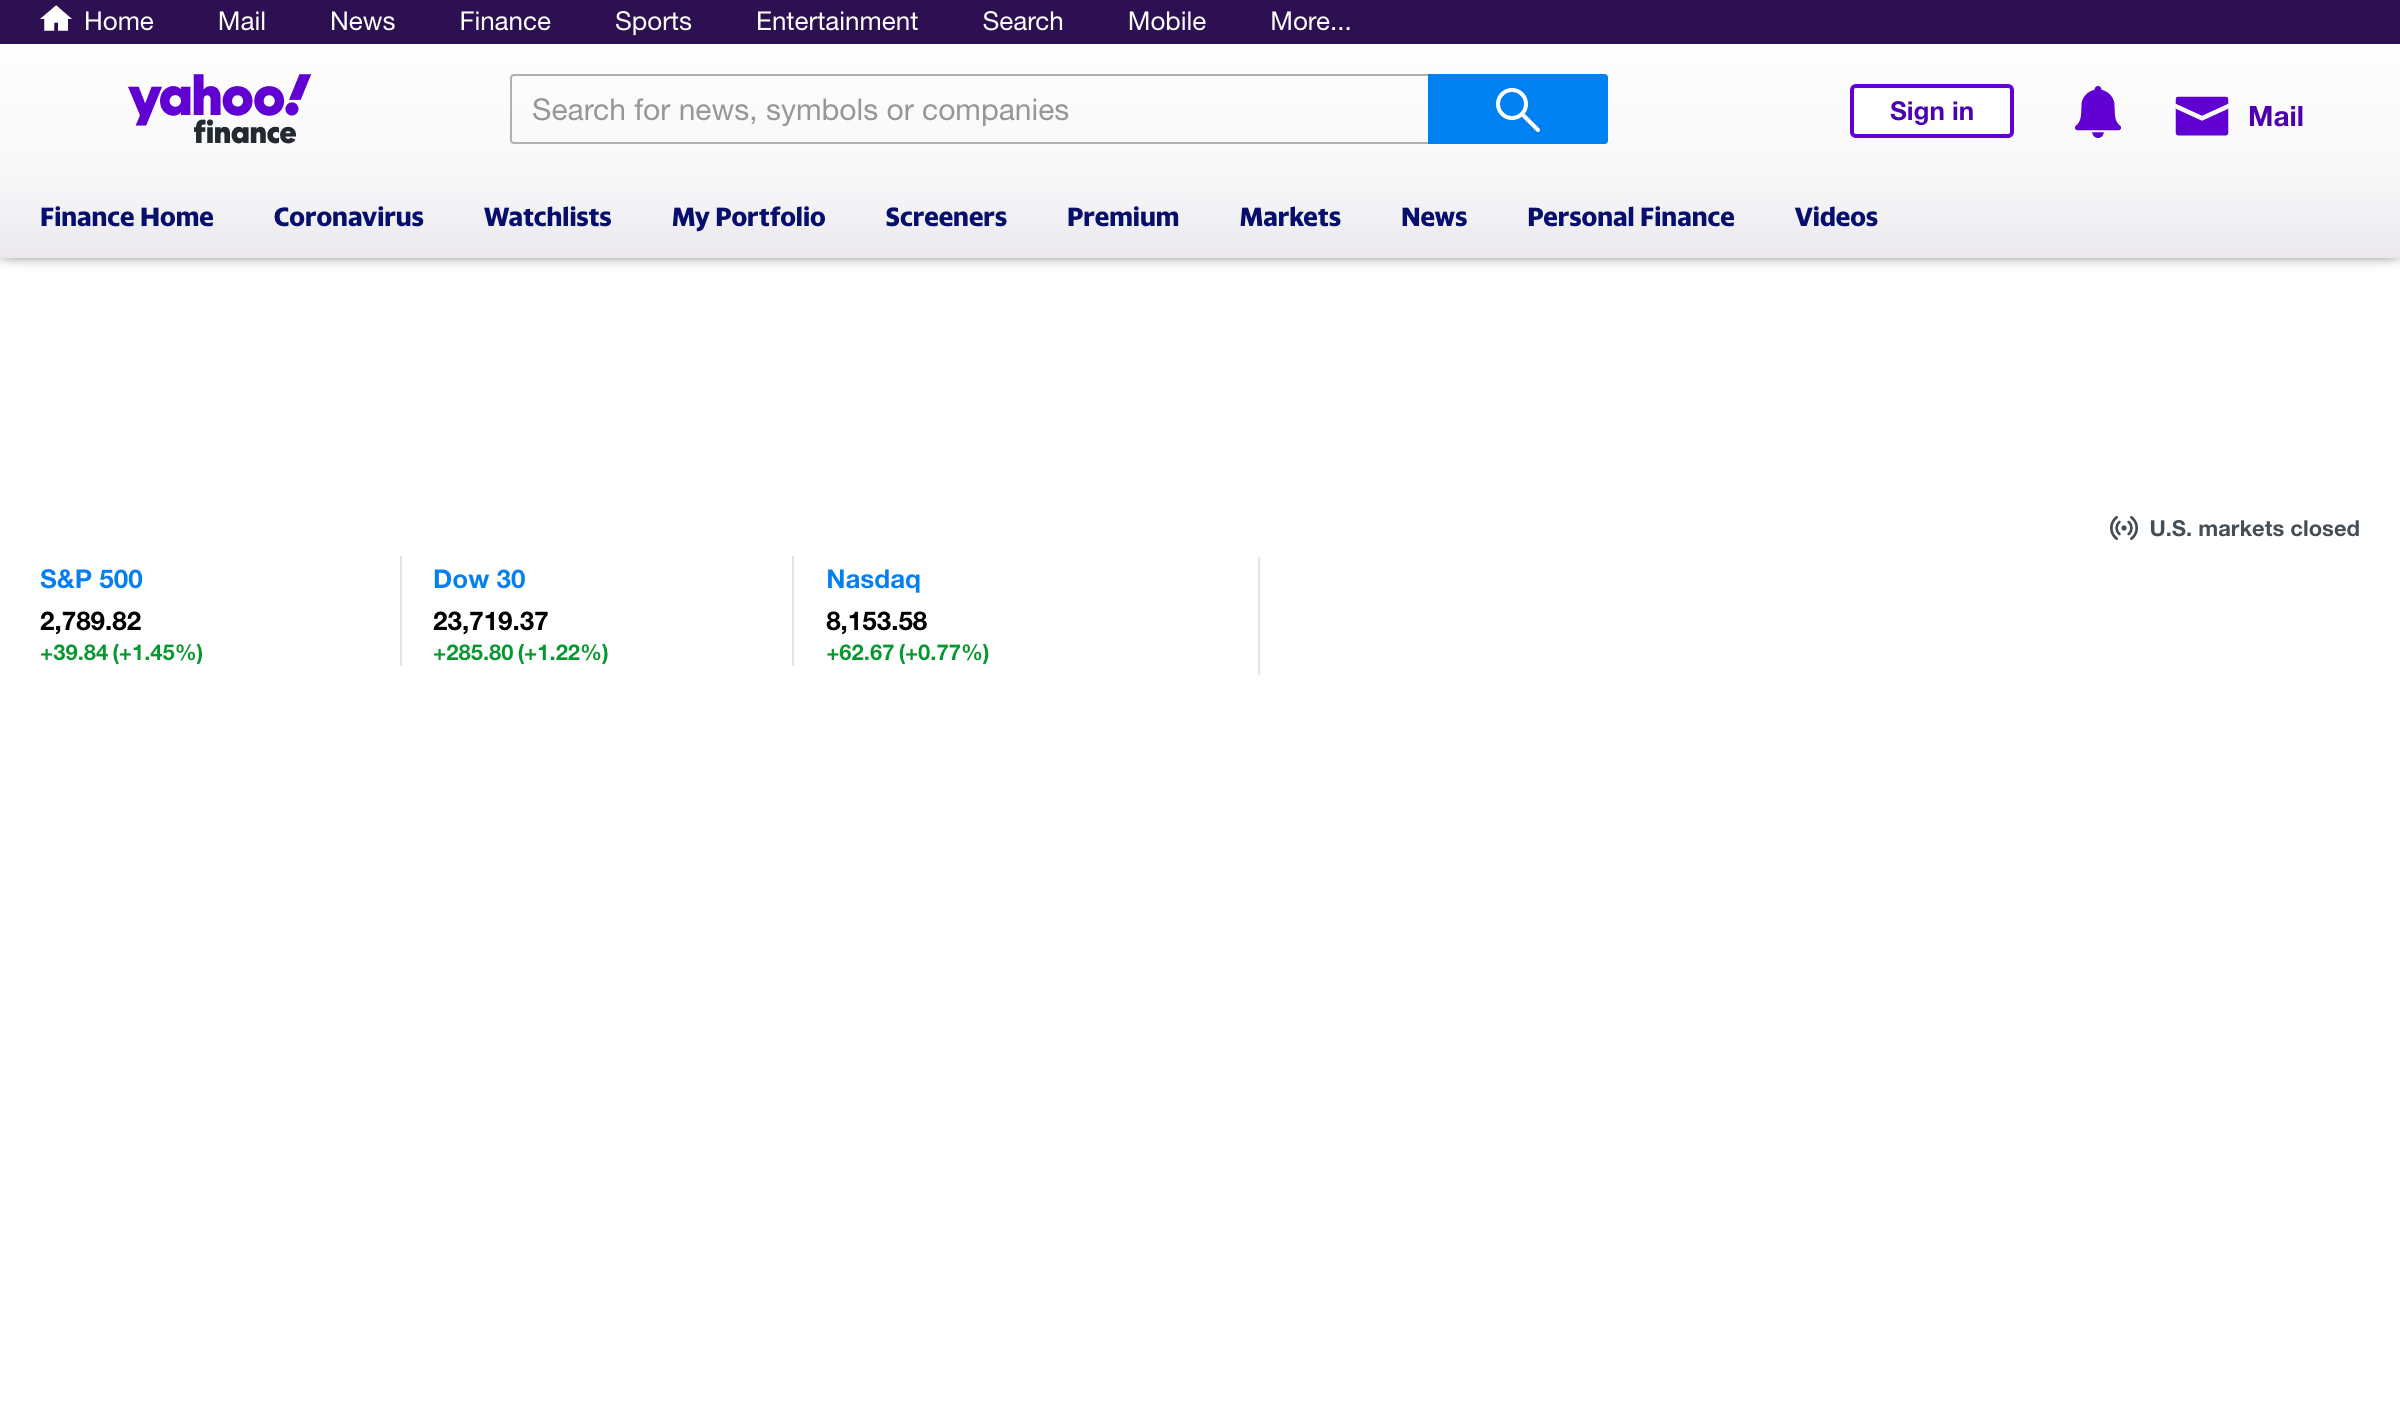 Home Mail News Finance Sports Entertainment Search Mobile More...
yahoo!
finance
Search for news, symbols or companies
Sign in
Mail
Finance Home Coronavirus Watchlists My Portfolio Screeners Premium Markets News Personal Finance Videos
U.S. markets closed
S&P 500
2,789.82
+39.84 (+1.45%)
Dow 30
23,719.37
+285.80 (+1.22%)
Nasdaq
8,153.58
+62.67 (+0.77%)